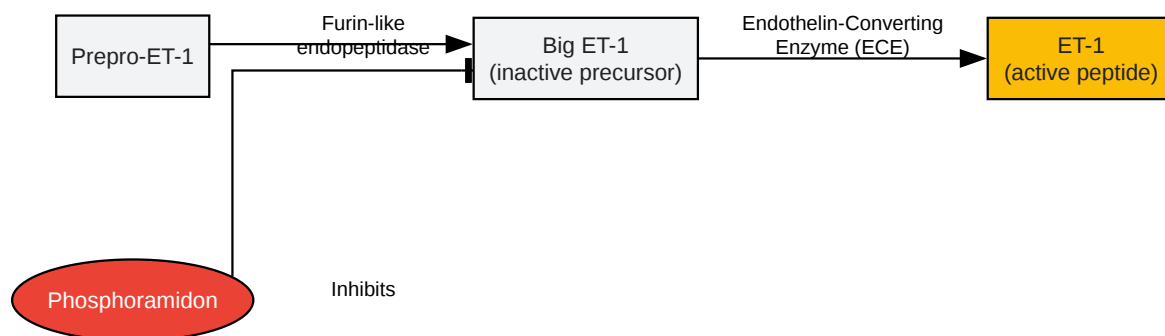 Prepro-ET-1
Furin-like
endopeptidase
Big ET-1
(inactive precursor)
Endothelin-Converting
Enzyme (ECE)
ET-1
(active peptide)
Phosphoramidon
Inhibits